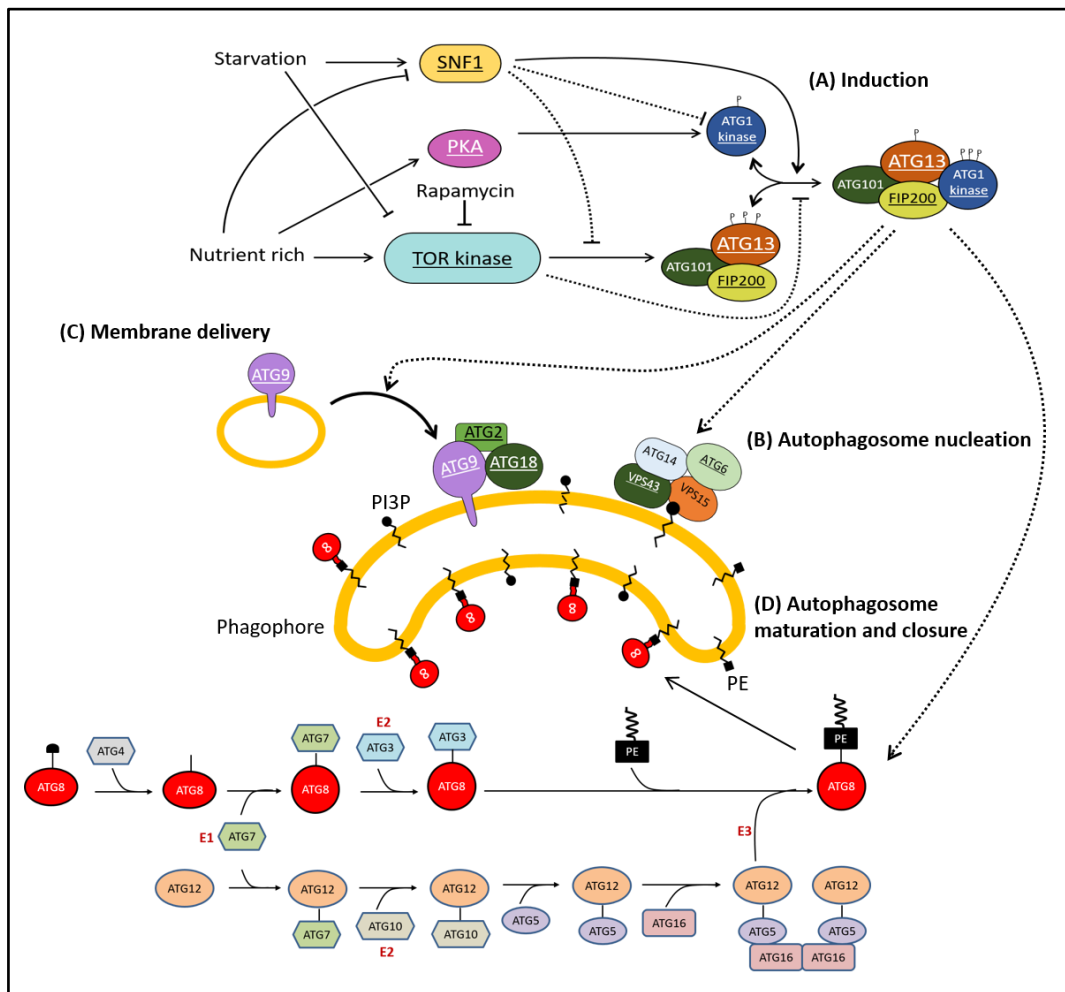 Starvation
SNF1
(A) Induction
P
ATG1
kinase
PKA
P
ATG13
P P P
ATG1
kinase
ATG101
FIP200
Rapamycin
P P P
ATG13
Nutrient rich
TOR kinase
ATG101
FIP200
(C) Membrane delivery
ATG9
ATG2
ATG9
ATG18
(B) Autophagosome nucleation
ATG14
ATG6
VPS43
VPS15
PI3P
8
8
8
8
8
Phagophore
(D) Autophagosome
maturation and closure
PE
E2
ATG4
ATG7
ATG3
ATG3
PE
PE
ATG8
ATG8
ATG8
ATG8
ATG8
E1
ATG7
E3
ATG12
ATG12
ATG12
ATG12
ATG12
ATG12
ATG7
ATG10
ATG10
ATG5
ATG5
ATG16
ATG5
ATG5
E2
ATG16
ATG16